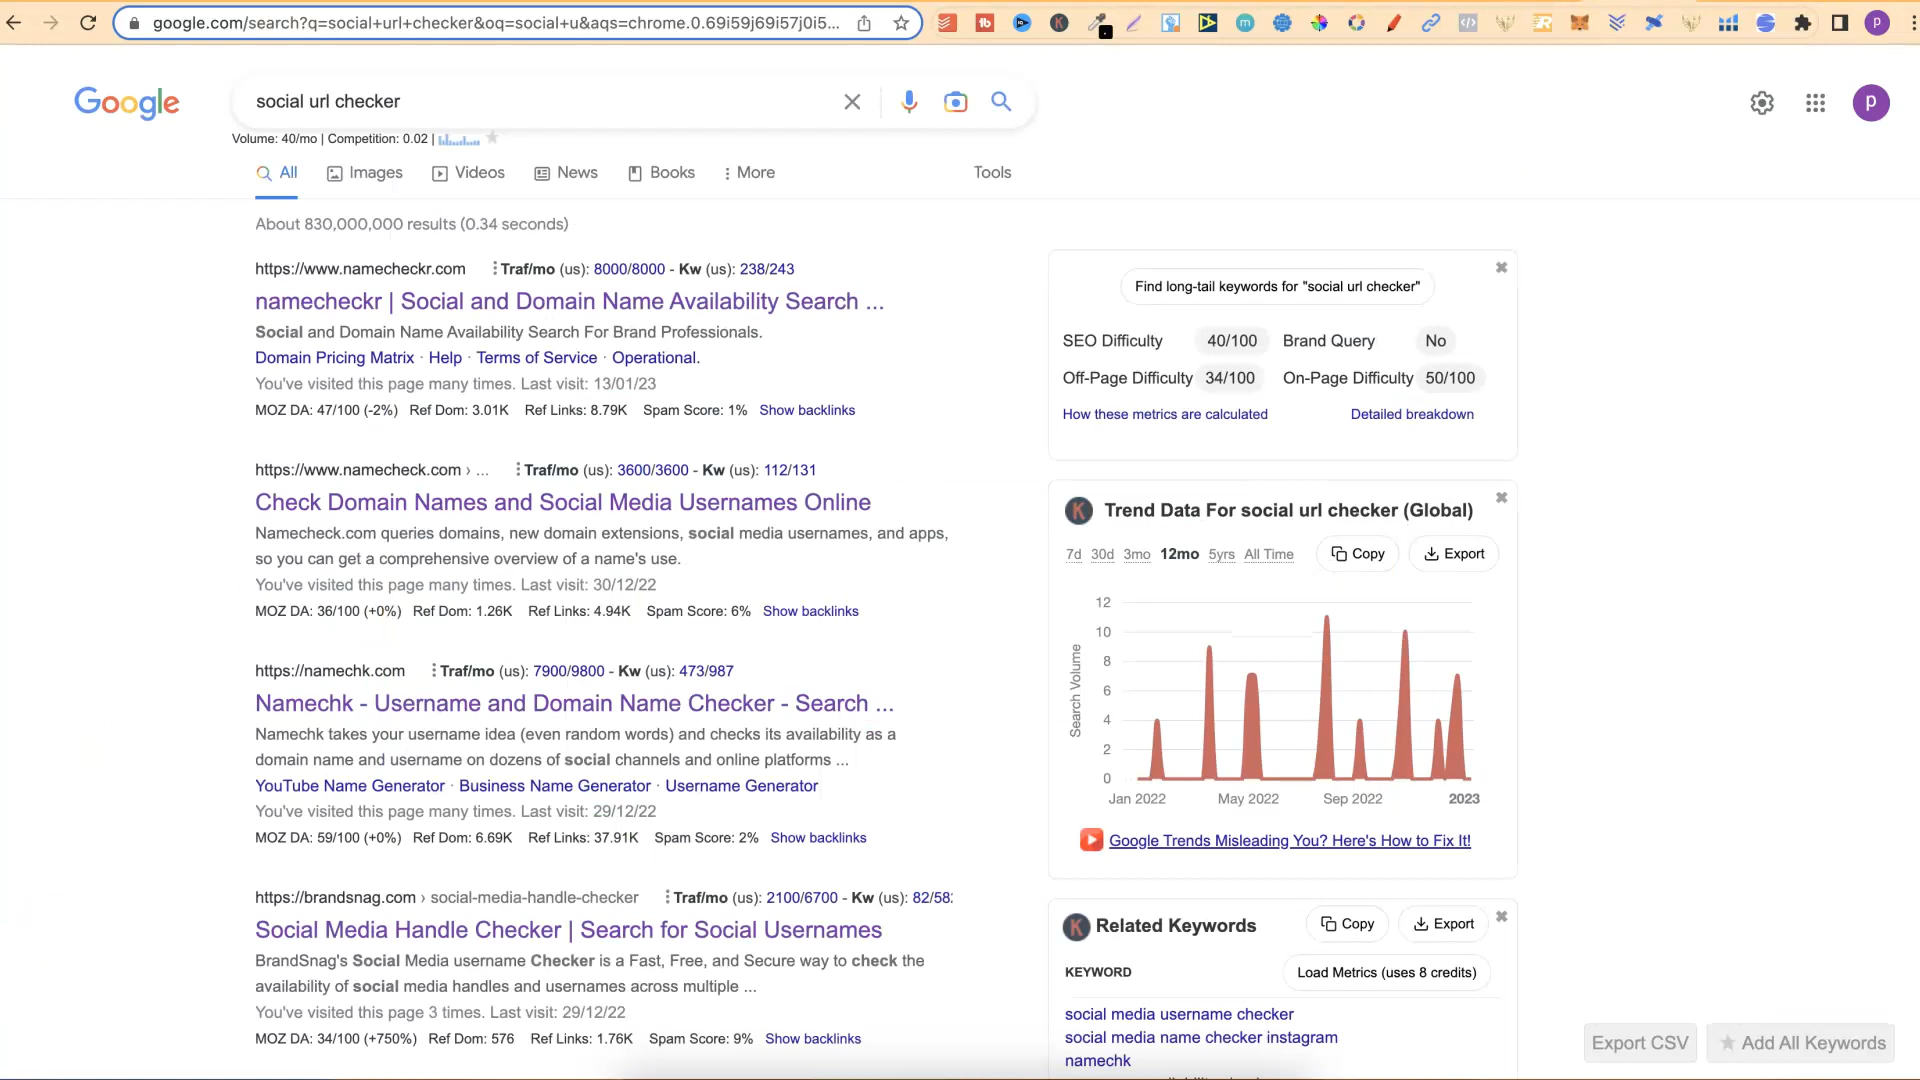 google.com/search?q=social+url+checker&oq=social+u&aqs=chrome.0.69i59j69i57j0i5...
P
Google
social url checker
P
Volume: 40/mo | Competition: 0.02 |
All
Images
Videos
News
Books
More
Tools
About 830,000,000 results (0.34 seconds)
https://www.namecheckr.com Traf/mo (us): 8000/8000 - Kw (us): 238/243
namecheckr | Social and Domain Name Availability Search ...
Social and Domain Name Availability Search For Brand Professionals.
Domain Pricing Matrix · Help · Terms of Service · Operational.
You've visited this page many times. Last visit: 13/01/23
MOZ DA: 47/100 (-2%) Ref Dom: 3.01K Ref Links: 8.79K Spam Score: 1% Show backlinks
https://www.namecheck.com › ... Traf/mo (us): 3600/3600 - Kw (us): 112/131
Check Domain Names and Social Media Usernames Online
Namecheck.com queries domains, new domain extensions, social media usernames, and apps,
so you can get a comprehensive overview of a name's use.
You've visited this page many times. Last visit: 30/12/22
MOZ DA: 36/100 (+0%) Ref Dom: 1.26K Ref Links: 4.94K Spam Score: 6% Show backlinks
https://namechk.com Traf/mo (us): 7900/9800 - Kw (us): 473/987
Namechk - Username and Domain Name Checker - Search ...
Namechk takes your username idea (even random words) and checks its availability as a
domain name and username on dozens of social channels and online platforms ...
YouTube Name Generator · Business Name Generator · Username Generator
You've visited this page many times. Last visit: 29/12/22
MOZ DA: 59/100 (+0%) Ref Dom: 6.69K Ref Links: 37.91K Spam Score: 2% Show backlinks
https://brandsnag.com › social-media-handle-checker Traf/mo (us): 2100/6700 - Kw (us): 82/582
Social Media Handle Checker | Search for Social Usernames
BrandSnag's Social Media username Checker is a Fast, Free, and Secure way to check the
availability of social media handles and usernames across multiple ...
You've visited this page 3 times. Last visit: 29/12/22
MOZ DA: 34/100 (+750%) Ref Dom: 576 Ref Links: 1.76K Spam Score: 9% Show backlinks
Find long-tail keywords for "social url checker"
SEO Difficulty 40/100 Brand Query No
Off-Page Difficulty 34/100 On-Page Difficulty 50/100
How these metrics are calculated
Detailed breakdown
K Trend Data For social url checker (Global)
7d 30d 3mo 12mo 5yrs All Time Copy Export
Search Volume
12
10
8
6
4
2
0
Jan 2022 May 2022 Sep 2022 2023
Google Trends Misleading You? Here's How to Fix It!
K Related Keywords Copy Export
KEYWORD Load Metrics (uses 8 credits)
social media username checker
social media name checker instagram
namechk
Export CSV
Add All Keywords